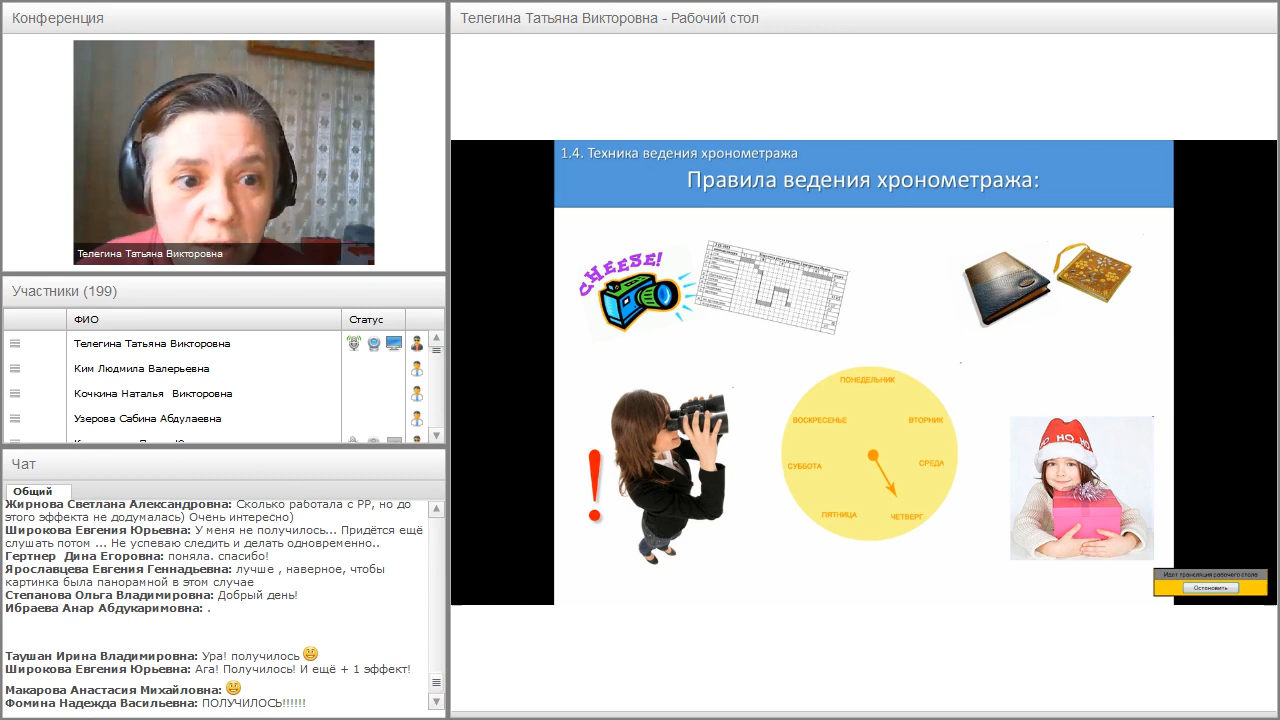 Конференция
Телегина Татьяна Викторовна
Участники (199)
ФИО
Статус
Телегина Татьяна Викторовна
Ким Людмила Валерьевна
Кочкина Наталья Викторовна
Узерова Сабина Абдулаевна
Чат
Общий
Жирнова Светлана Александровна: Сколько работала с PP, но до
этого эффекта не додумалась) Очень интересно)
Широкова Евгения Юрьевна: У меня не получилось... Придётся ещё
слушать потом ... Не успеваю следить и делать одновременно..
Гертнер Дина Егоровна: поняла. спасибо!
Ярославцева Евгения Геннадьевна: лучше , наверное, чтобы
картинка была панорамной в этом случае
Степанова Ольга Владимировна: Добрый день!
Ибраева Анар Абдукаримовна: .
Таушан Ирина Владимировна: Ура! получилось
Широкова Евгения Юрьевна: Ага! Получилось! И ещё + 1 эффект!
Макарова Анастасия Михайловна:
Фомина Надежда Васильевна: ПОЛУЧИЛОСЬ!!!!!!
Телегина Татьяна Викторовна - Рабочий стол
1.4. Техника ведения хронометража
Правила ведения хронометража:
CHEESE!
ПОНЕДЕЛЬНИК
ВОСКРЕСЕНЬЕ
ВТОРНИК
СУББОТА
СРЕДА
ПЯТНИЦА
ЧЕТВЕРГ
HO HO
Идет трансляция рабочего стола
Остановить